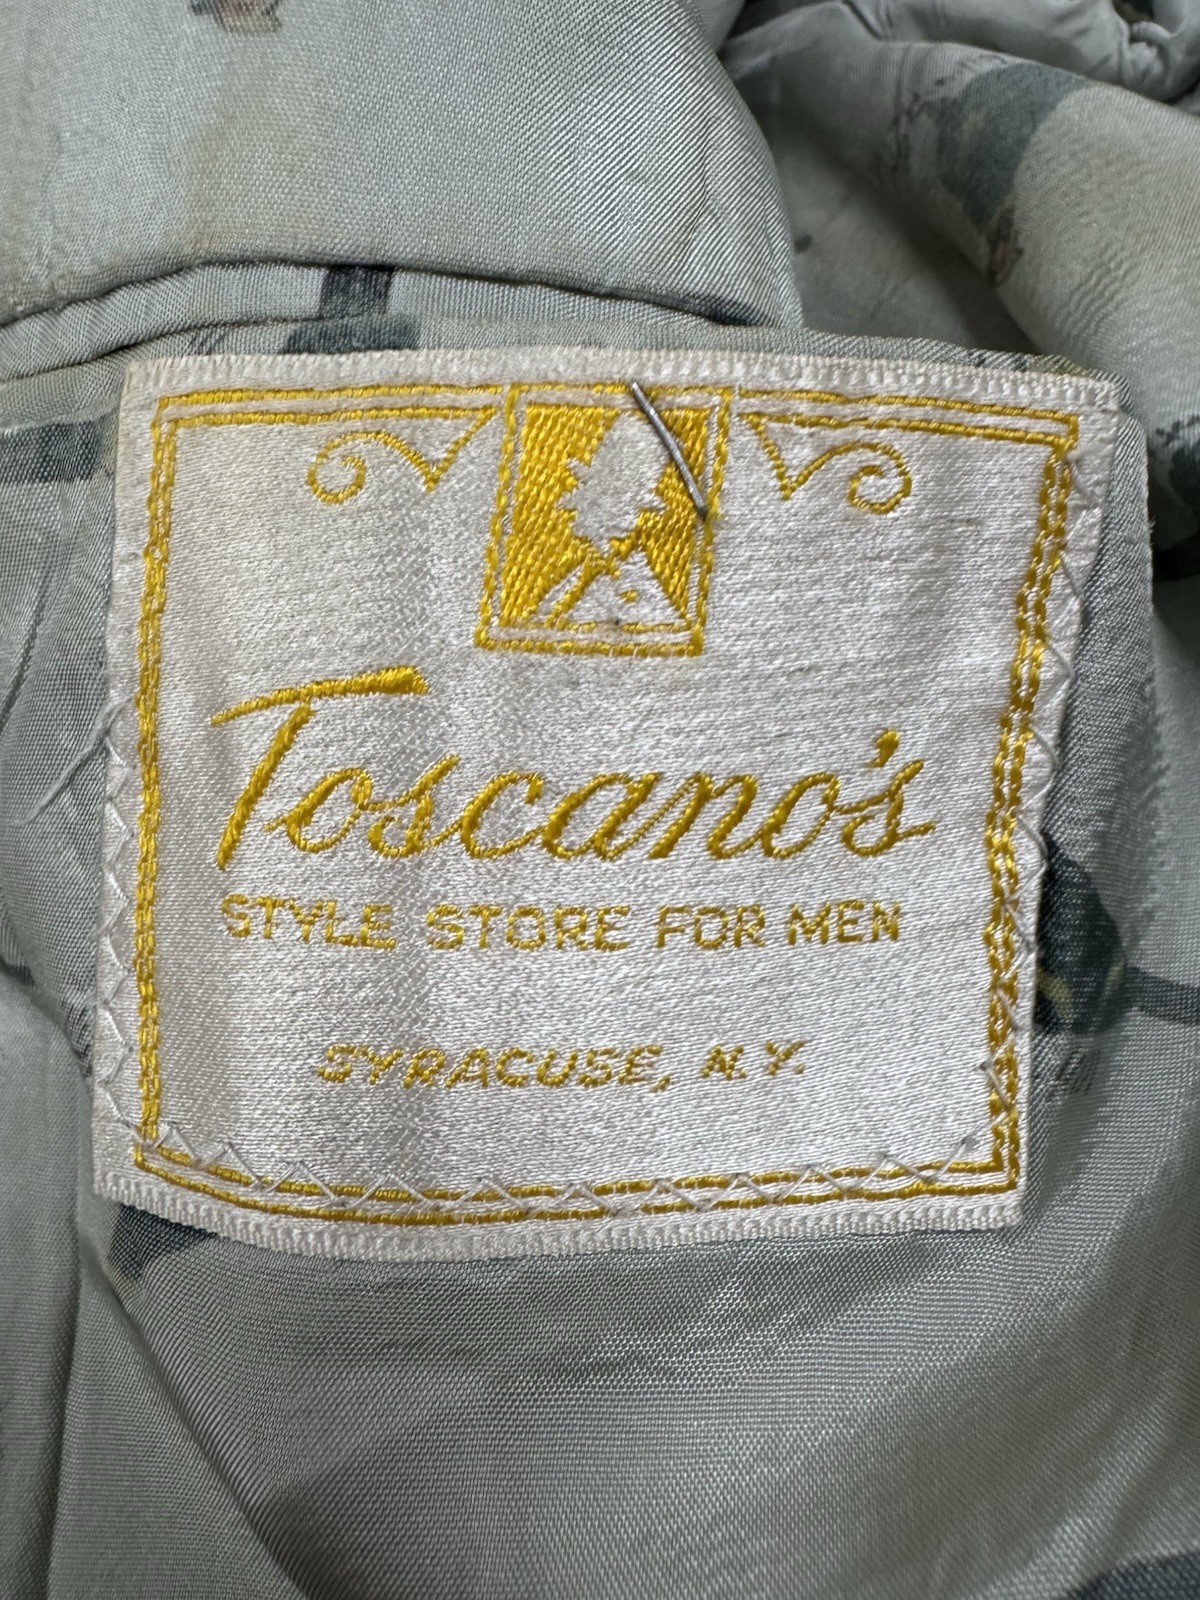 Toscano's
STYLE STORE FOR MEN
SYRACUSE, N.Y.